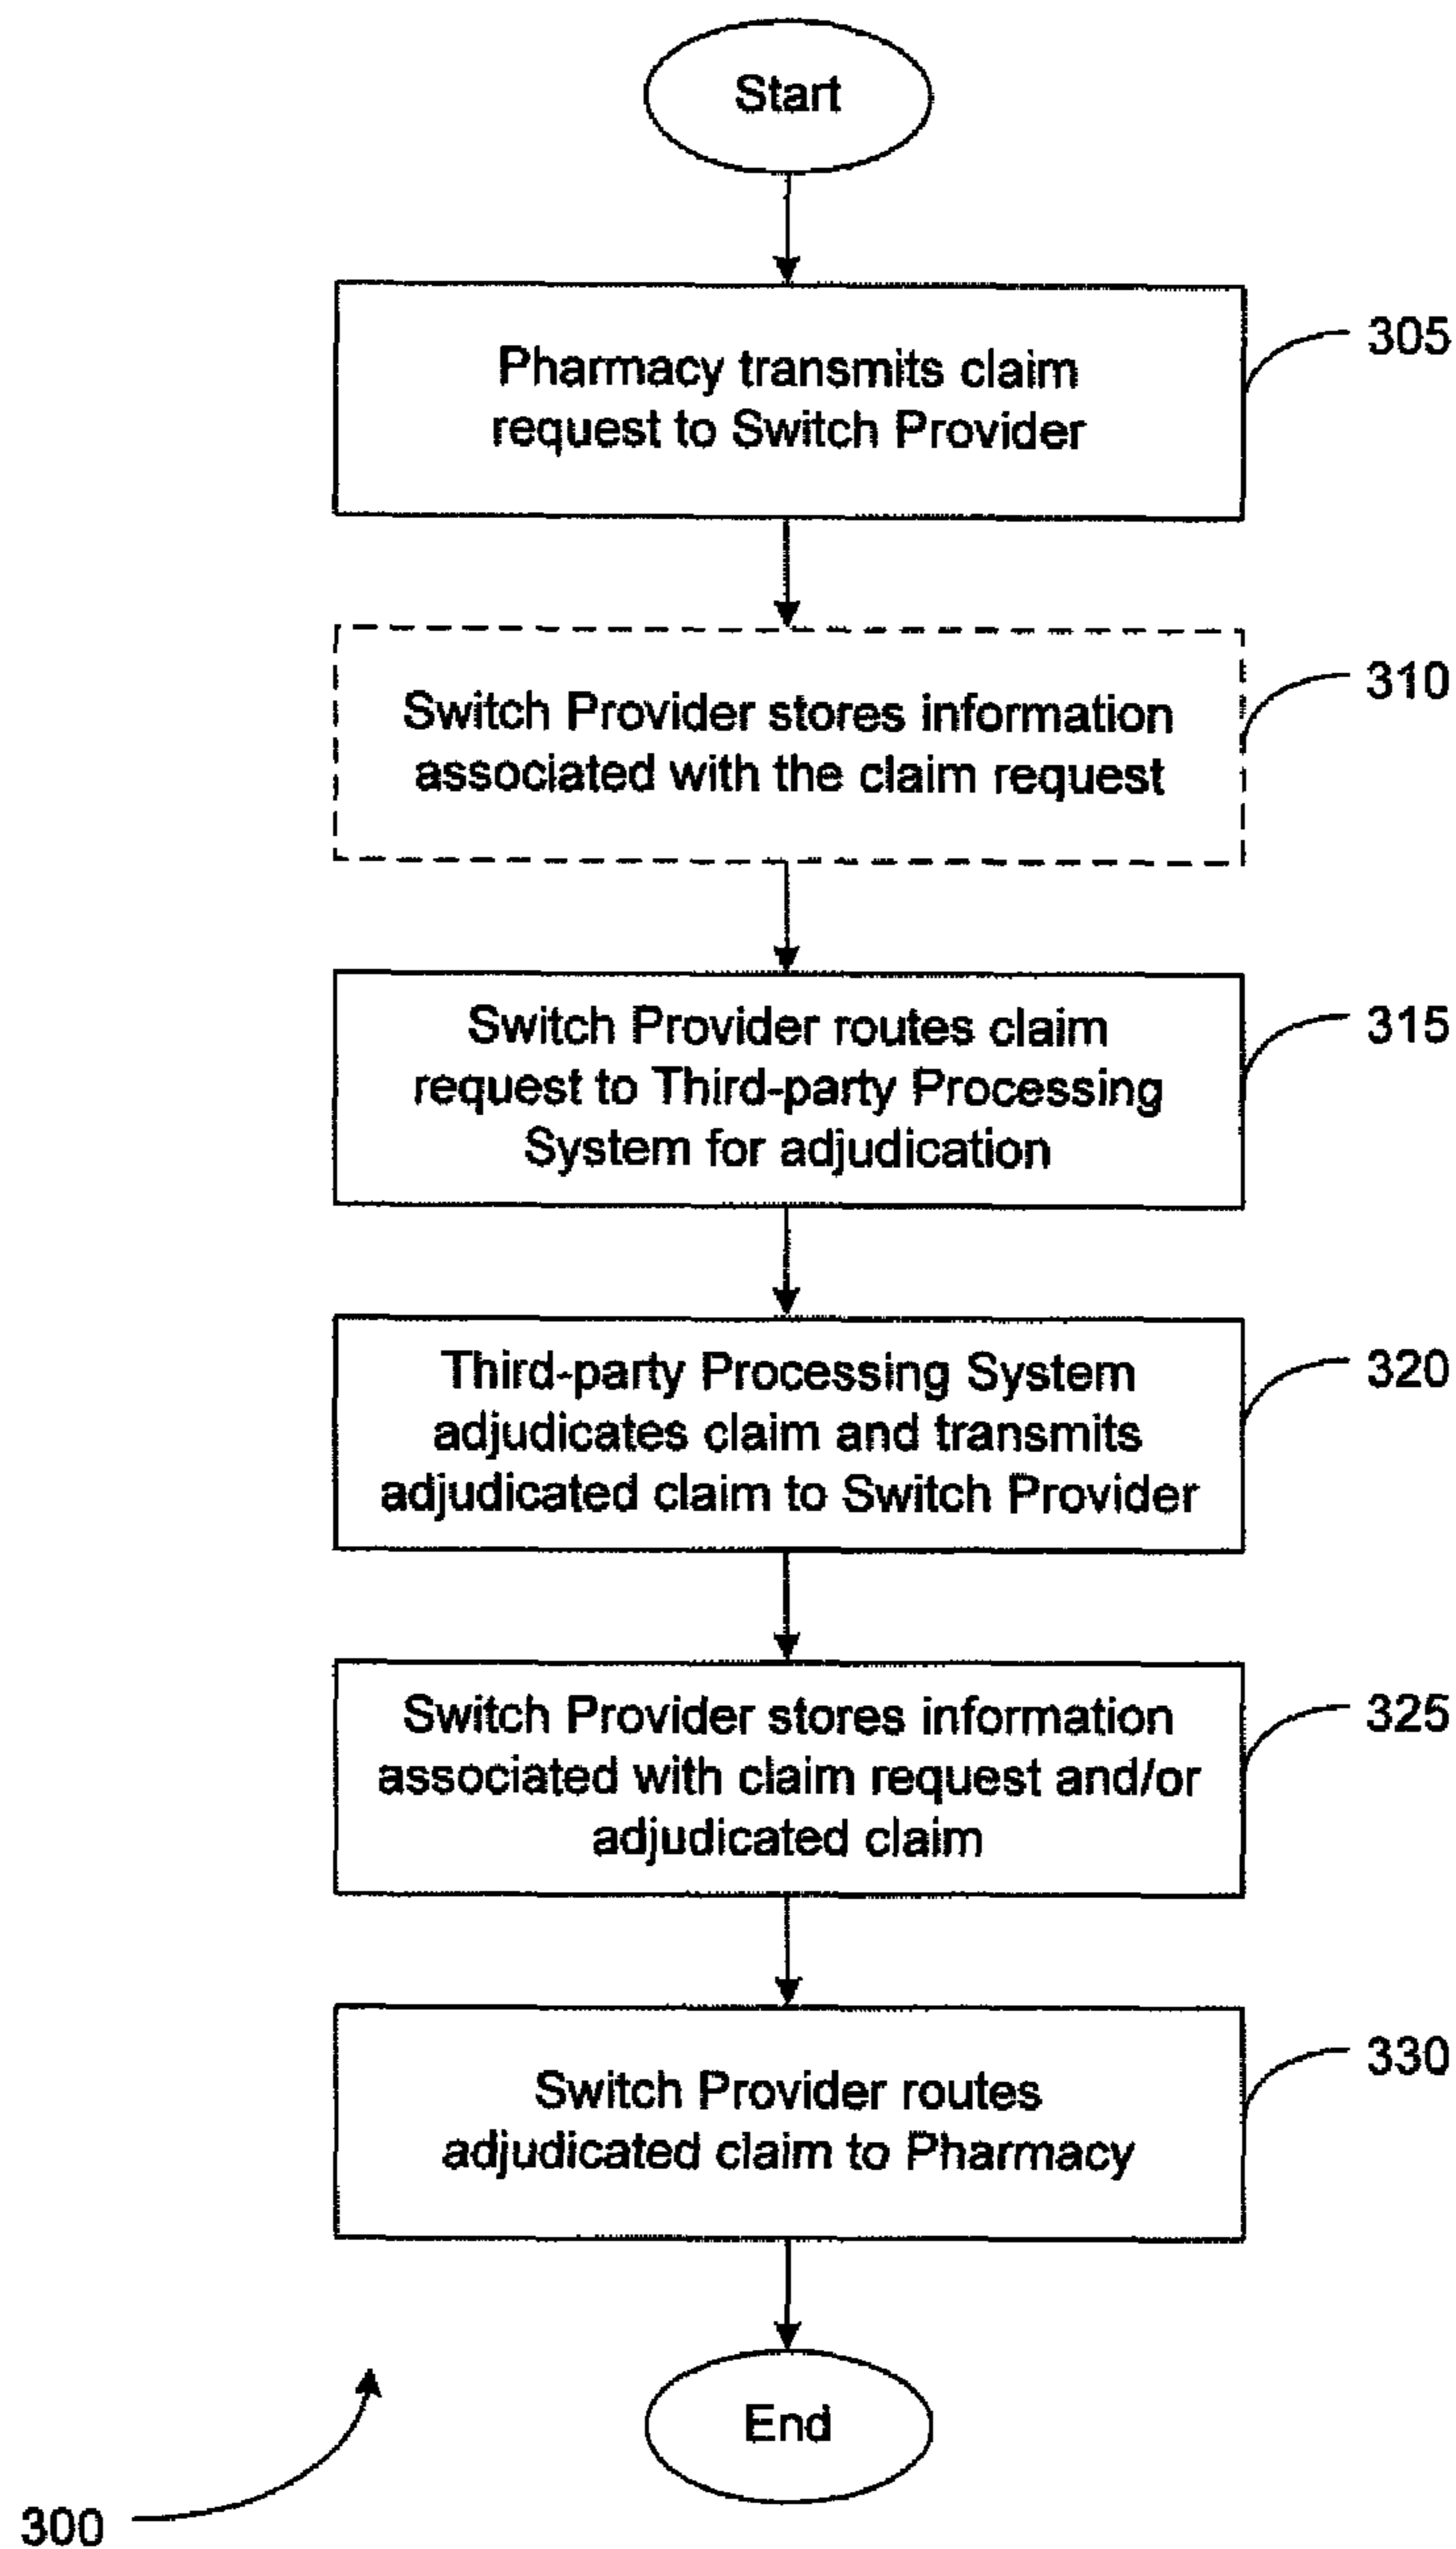 Start
Pharmacy transmits claim
request to Switch Provider
305
Switch Provider stores information
associated with the claim request
310
Switch Provider routes claim
request to Third-party Processing
System for adjudication
315
Third-party Processing System
adjudicates claim and transmits
adjudicated claim to Switch Provider
320
Switch Provider stores information
associated with claim request and/or
adjudicated claim
325
Switch Provider routes
adjudicated claim to Pharmacy
330
End
300